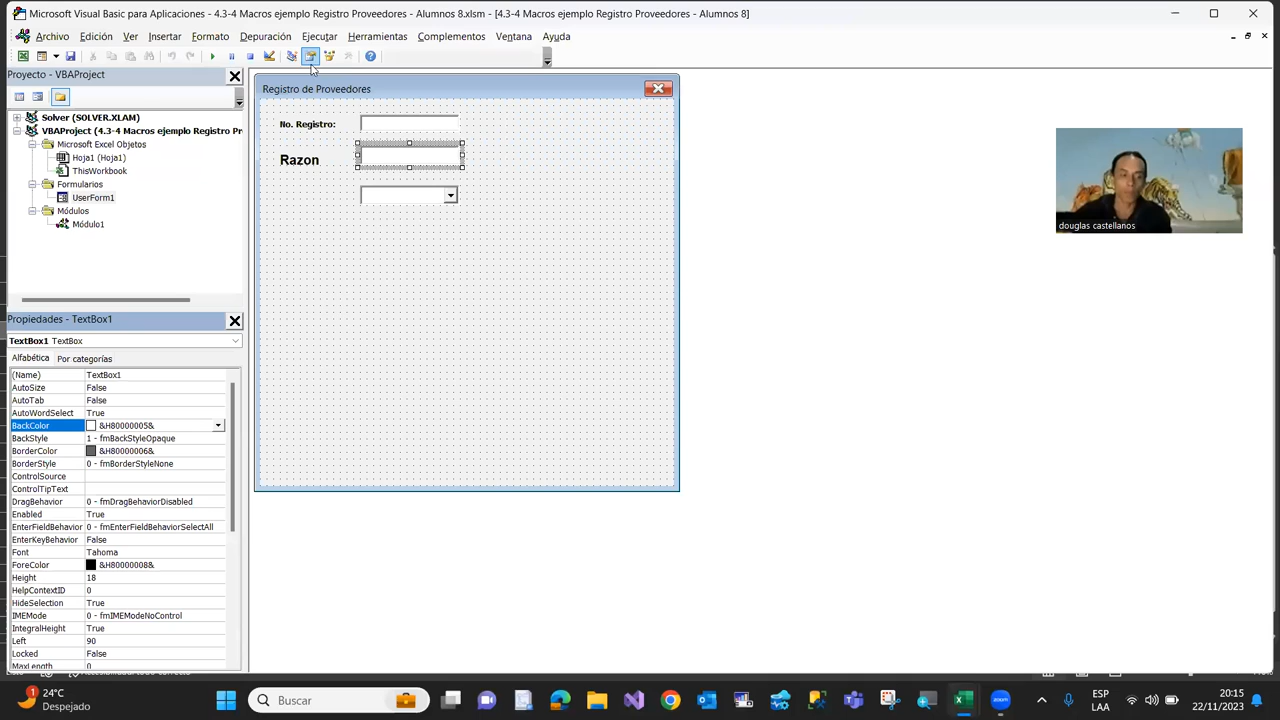 Microsoft Visual Basic para Aplicaciones - 4.3-4 Macros ejemplo Registro Proveedores - Alumnos 8.xlsm - [4.3-4 Macros ejemplo Registro Proveedores - Alumnos 8]
Archivo Edición Ver Insertar Formato Depuración Ejecutar Herramientas Complementos Ventana Ayuda
Proyecto - VBAProject
Solver (SOLVER.XLAM)
VBAProject (4.3-4 Macros ejemplo Registro Pr
Microsoft Excel Objetos
Hoja1 (Hoja1)
ThisWorkbook
Formularios
UserForm1
Módulos
Módulo1
Propiedades - TextBox1
TextBox1 TextBox
Alfabética Por categorías
(Name) TextBox1
AutoSize False
AutoTab False
AutoWordSelect True
BackColor &H80000005&
BackStyle 1 - fmBackStyleOpaque
BorderColor &H80000006&
BorderStyle 0 - fmBorderStyleNone
ControlSource
ControlTipText
DragBehavior 0 - fmDragBehaviorDisabled
Enabled True
EnterFieldBehavior 0 - fmEnterFieldBehaviorSelectAll
EnterKeyBehavior False
Font Tahoma
ForeColor &H80000008&
Height 18
HelpContextID 0
HideSelection True
IMEMode 0 - fmIMEModeNoControl
IntegralHeight True
Left 90
Locked False
MaxLength 0
Registro de Proveedores
No. Registro:
Razon
douglas castellanos
24°C
Despejado
Buscar
ESP
LAA
20:15
22/11/2023